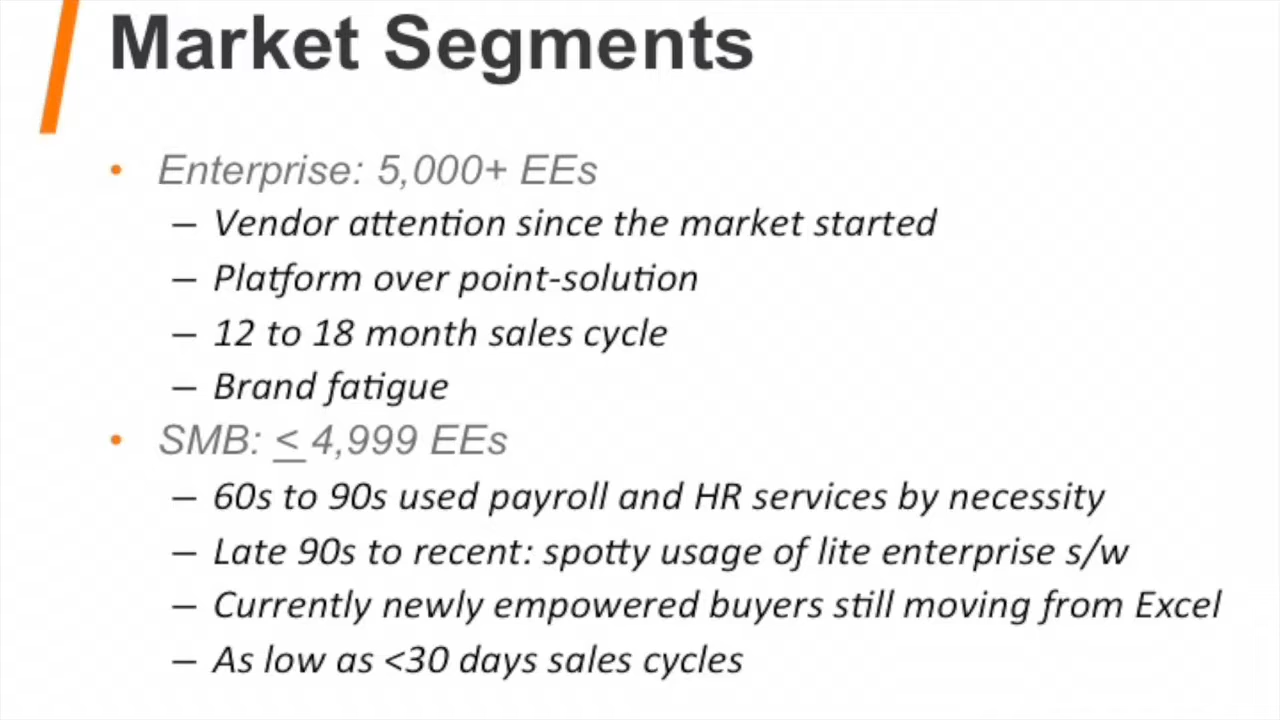 Market Segments
• Enterprise: 5,000+ EEs
– Vendor attention since the market started
– Platform over point-solution
– 12 to 18 month sales cycle
– Brand fatigue
• SMB: < 4,999 EEs
– 60s to 90s used payroll and HR services by necessity
– Late 90s to recent: spotty usage of lite enterprise s/w
– Currently newly empowered buyers still moving from Excel
– As low as <30 days sales cycles